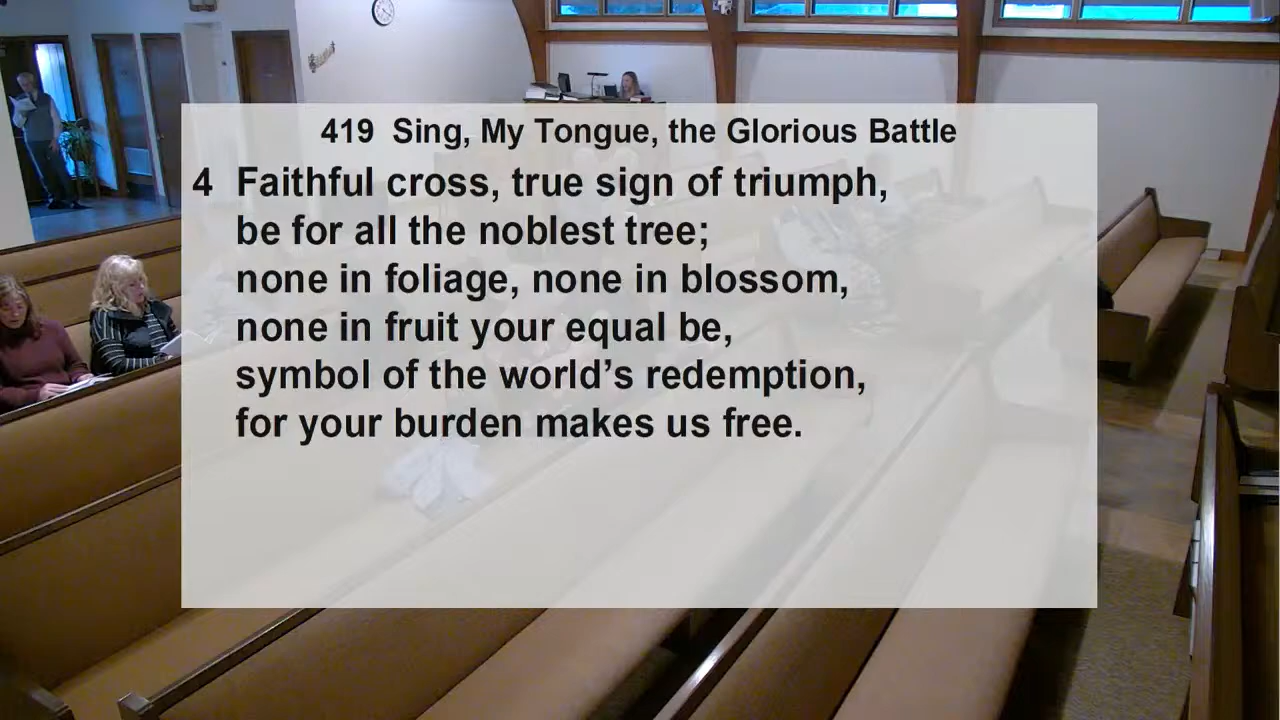 419 Sing, My Tongue, the Glorious Battle
4 Faithful cross, true sign of triumph,
be for all the noblest tree;
none in foliage, none in blossom,
none in fruit your equal be,
symbol of the world’s redemption,
for your burden makes us free.